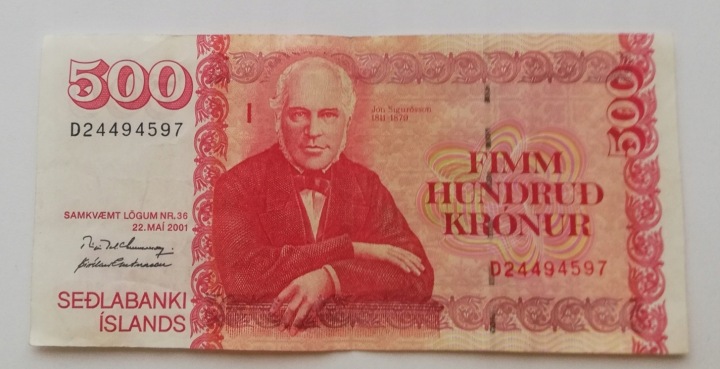 500
D24494597
Jón Sigurðsson
1811-1879
500
FIMM
HUNDRUÐ
KRÓNUR
D24494597
SAMKVÆMT LÖGUM NR. 36
22. MAÍ 2001
SEÐLABANKI
ÍSLANDS